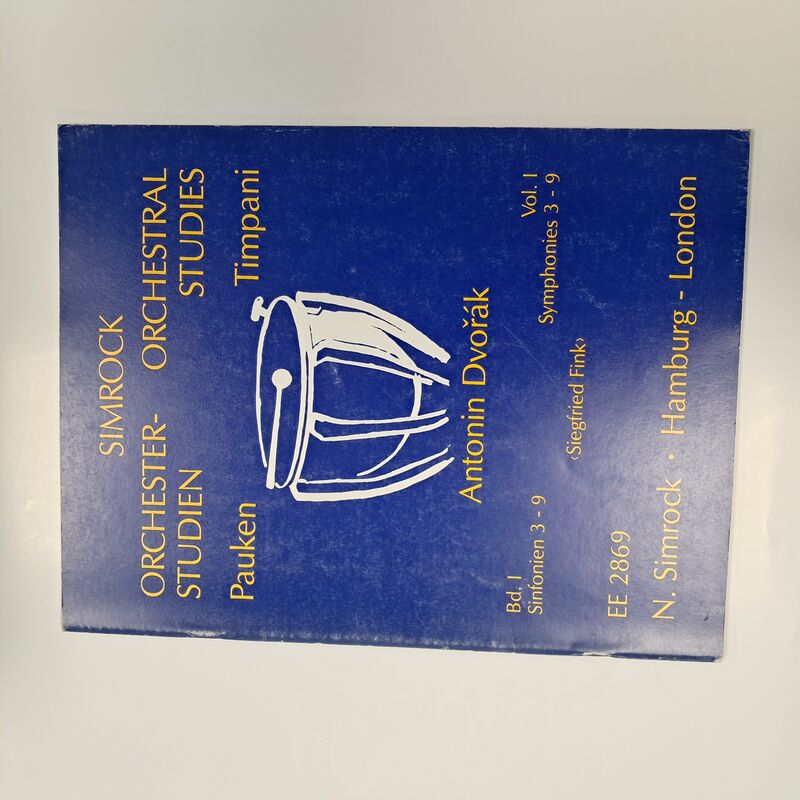 SIMROCK
ORCHESTER- ORCHESTRAL
STUDIEN STUDIES
Pauken Timpani
Antonin Dvořák
Bd. I Vol. I
Sinfonien 3 - 9 Symphonies 3 - 9
‹Siegfried Fink›
EE 2869
N. Simrock · Hamburg - London